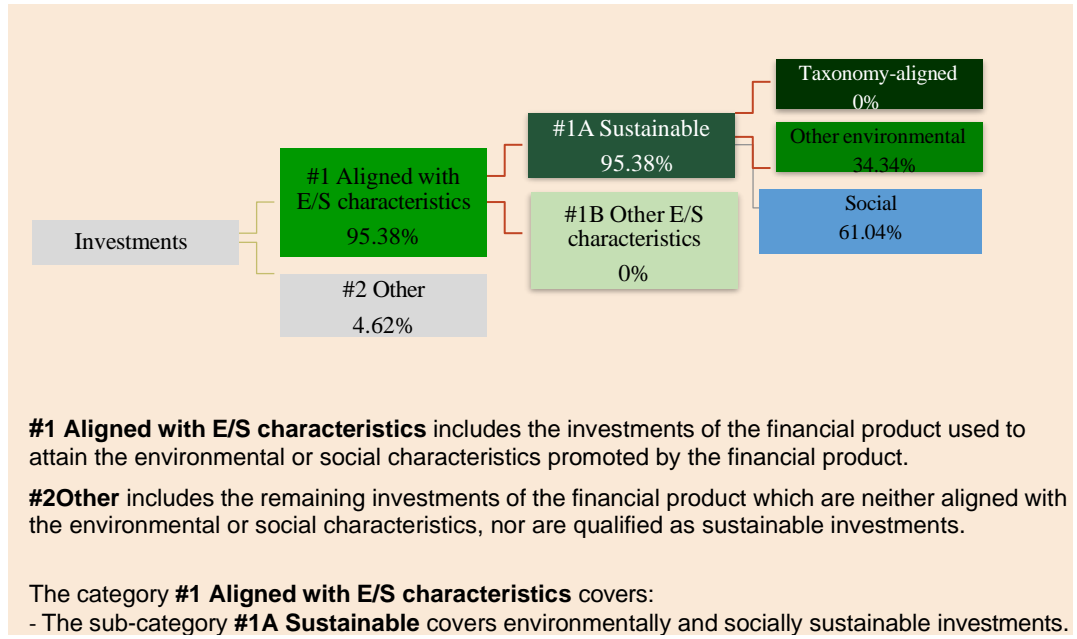 Taxonomy-aligned
0%
#1A Sustainable
95.38%
Other environmental
34.34%
#1 Aligned with
E/S characteristics
95.38%
Social
61.04%
#1B Other E/S
characteristics
0%
Investments
#2 Other
4.62%
#1 Aligned with E/S characteristics includes the investments of the financial product used to
attain the environmental or social characteristics promoted by the financial product.
#2Other includes the remaining investments of the financial product which are neither aligned with
the environmental or social characteristics, nor are qualified as sustainable investments.
The category #1 Aligned with E/S characteristics covers:
- The sub-category #1A Sustainable covers environmentally and socially sustainable investments.